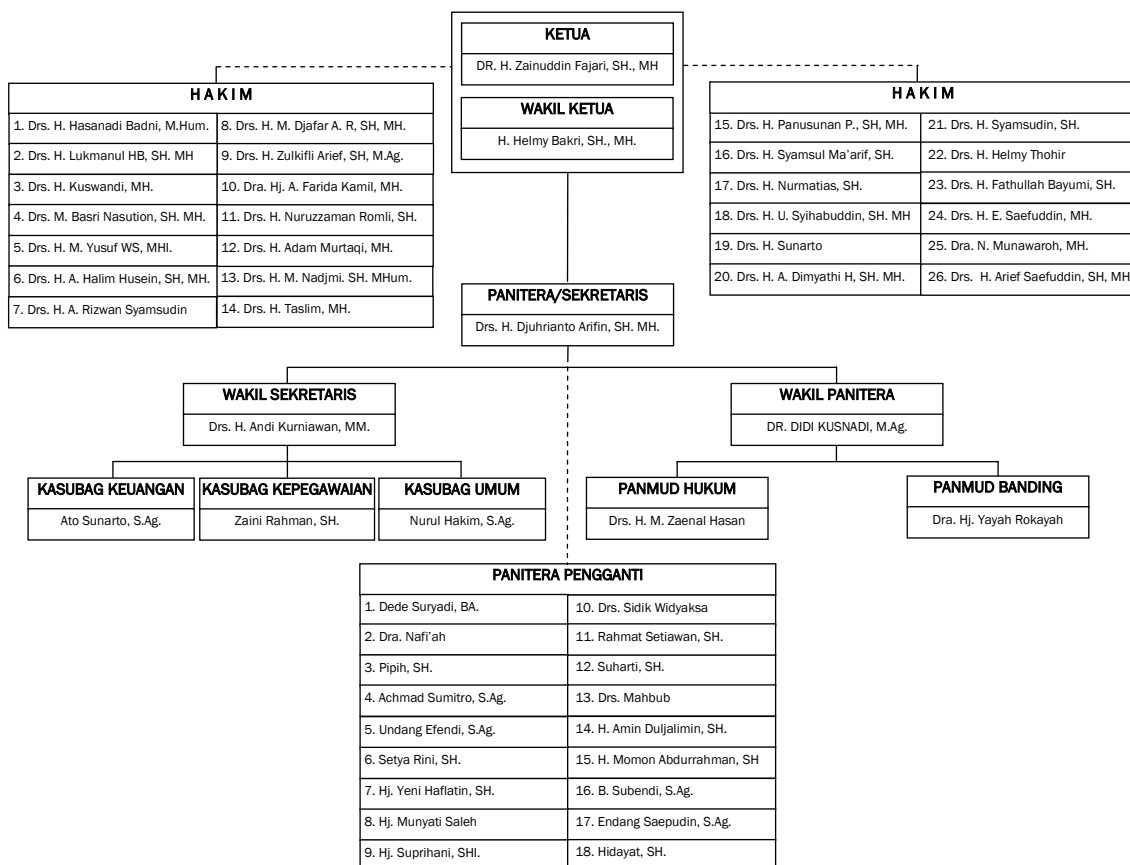 KETUA
DR. H. Zainuddin Fajari, SH., MH
WAKIL KETUA
H. Helmy Bakri, SH., MH.
H A K I M
1. Drs. H. Hasanadi Badni, M.Hum.
2. Drs. H. Lukmanul HB, SH. MH
3. Drs. H. Kuswandi, MH.
4. Drs. M. Basri Nasution, SH. MH.
5. Drs. H. M. Yusuf WS, MHI.
6. Drs. H. A. Halim Husein, SH, MH.
7. Drs. H. A. Rizwan Syamsudin
8. Drs. H. M. Djafar A. R, SH, MH.
9. Drs. H. Zulkifli Arief, SH, M.Ag.
10. Dra. Hj. A. Farida Kamil, MH.
11. Drs. H. Nuruzzaman Romli, SH.
12. Drs. H. Adam Murtaqi, MH.
13. Drs. H. M. Nadjmi. SH. MHum.
14. Drs. H. Taslim, MH.
H A K I M
15. Drs. H. Panusunan P., SH, MH.
16. Drs. H. Syamsul Ma'arif, SH.
17. Drs. H. Nurmatias, SH.
18. Drs. H. U. Syihabuddin, SH. MH
19. Drs. H. Sunarto
20. Drs. H. A. Dimyathi H, SH. MH.
21. Drs. H. Syamsudin, SH.
22. Drs. H. Helmy Thohir
23. Drs. H. Fathullah Bayumi, SH.
24. Drs. H. E. Saefuddin, MH.
25. Dra. N. Munawaroh, MH.
26. Drs. H. Arief Saefuddin, SH, MH
PANITERA/SEKRETARIS
Drs. H. Djuhrianto Arifin, SH. MH.
WAKIL SEKRETARIS
Drs. H. Andi Kurniawan, MM.
WAKIL PANITERA
DR. DIDI KUSNADI, M.Ag.
KASUBAG KEUANGAN
Ato Sunarto, S.Ag.
KASUBAG KEPEGAWAIAN
Zaini Rahman, SH.
KASUBAG UMUM
Nurul Hakim, S.Ag.
PANMUD HUKUM
Drs. H. M. Zaenal Hasan
PANMUD BANDING
Dra. Hj. Yayah Rokayah
PANITERA PENGGANTI
1. Dede Suryadi, BA.
2. Dra. Nafi'ah
3. Pipih, SH.
4. Achmad Sumitro, S.Ag.
5. Undang Efendi, S.Ag.
6. Setya Rini, SH.
7. Hj. Yeni Haflatin, SH.
8. Hj. Munyati Saleh
9. Hj. Suprihani, SHI.
10. Drs. Sidik Widyaksa
11. Rahmat Setiawan, SH.
12. Suharti, SH.
13. Drs. Mahbub
14. H. Amin Duljalimin, SH.
15. H. Momon Abdurrahman, SH
16. B. Subendi, S.Ag.
17. Endang Saepudin, S.Ag.
18. Hidayat, SH.